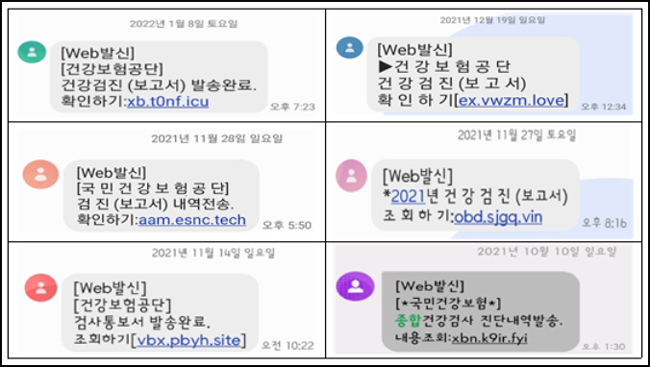 2022년 1월 8일 토요일
[Web발신]
[건강보험공단]
건강검진 (보고서) 발송완료.
확인하기:xb.t0nf.icu
오후 7:23
2021년 12월 19일 일요일
[Web발신]
▶건 강 보 험 공 단
건 강 검 진 ( 보 고 서 )
확 인 하 기[ex.vwzm.love]
오후 12:34
2021년 11월 28일 일요일
[Web발신]
[국 민 건 강 보 험 공 단]
검 진 (보고서) 내역전송.
확인하기:aam.esnc.tech
오후 5:50
2021년 11월 27일 토요일
[Web발신]
*2021년 건 강 검 진 (보고서)
조 회 하 기:obd.sjgq.vin
오후 8:16
2021년 11월 14일 일요일
[Web발신]
[건강보험공단]
검사통보서 발송완료.
조회하기[vbx.pbyh.site]
오전 10:22
2021년 10월 10일 일요일
[Web발신]
[*국민건강보험*]
종합건강검사 진단내역발송.
내용조회:xbn.k9ir.fyi
오후 1:30